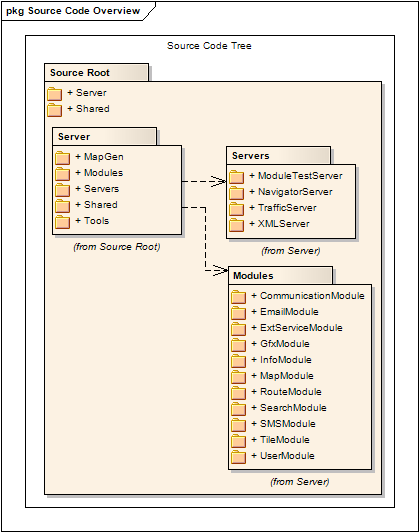 pkg Source Code Overview
Source Code Tree
Source Root
+ Server
+ Shared
Server
+ MapGen
+ Modules
+ Servers
+ Shared
+ Tools
(from Source Root)
Servers
+ ModuleTestServer
+ NavigatorServer
+ TrafficServer
+ XMLServer
(from Server)
Modules
+ CommunicationModule
+ EmailModule
+ ExtServiceModule
+ GfxModule
+ InfoModule
+ MapModule
+ RouteModule
+ SearchModule
+ SMSModule
+ TileModule
+ UserModule
(from Server)